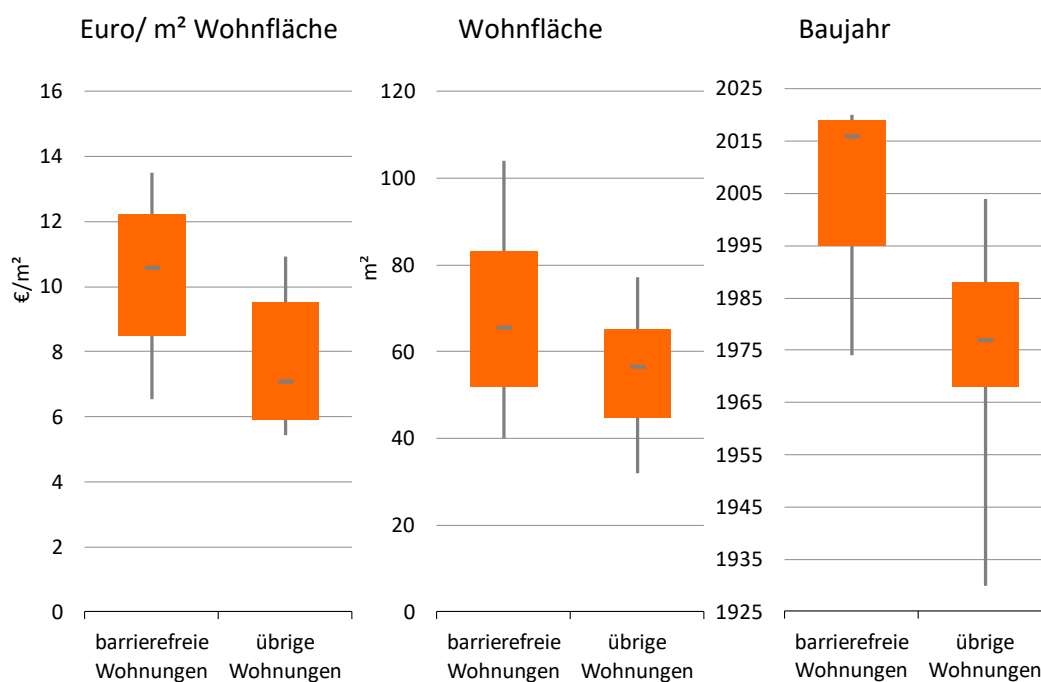 Euro/ m² Wohnfläche
16
14
12
10
8
6
4
2
0
€/m²
barrierefreie
Wohnungen
übrige
Wohnungen
Wohnfläche
120
100
80
60
40
20
0
m²
barrierefreie
Wohnungen
übrige
Wohnungen
Baujahr
2025
2015
2005
1995
1985
1975
1965
1955
1945
1935
1925
barrierefreie
Wohnungen
übrige
Wohnungen